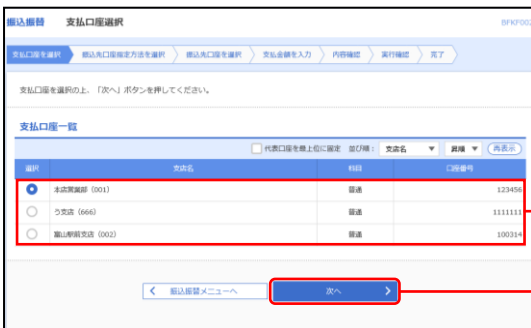 振込振替 支払口座選択 BFKF002
支払口座を選択 振込先口座指定方法を選択 振込先口座を選択 支払金額を入力 内容確認 実行確認 完了
支払口座を選択の上、「次へ」ボタンを押してください。
支払口座一覧
代表口座を最上位に固定 並び順： 支店名 ▼ 昇順 ▼ 再表示
選択 支店名 科目 口座番号
本店営業部（001） 普通 123456
う支店（666） 普通 1111111
富山駅前支店（002） 普通 100314
振込振替メニューへ 次へ